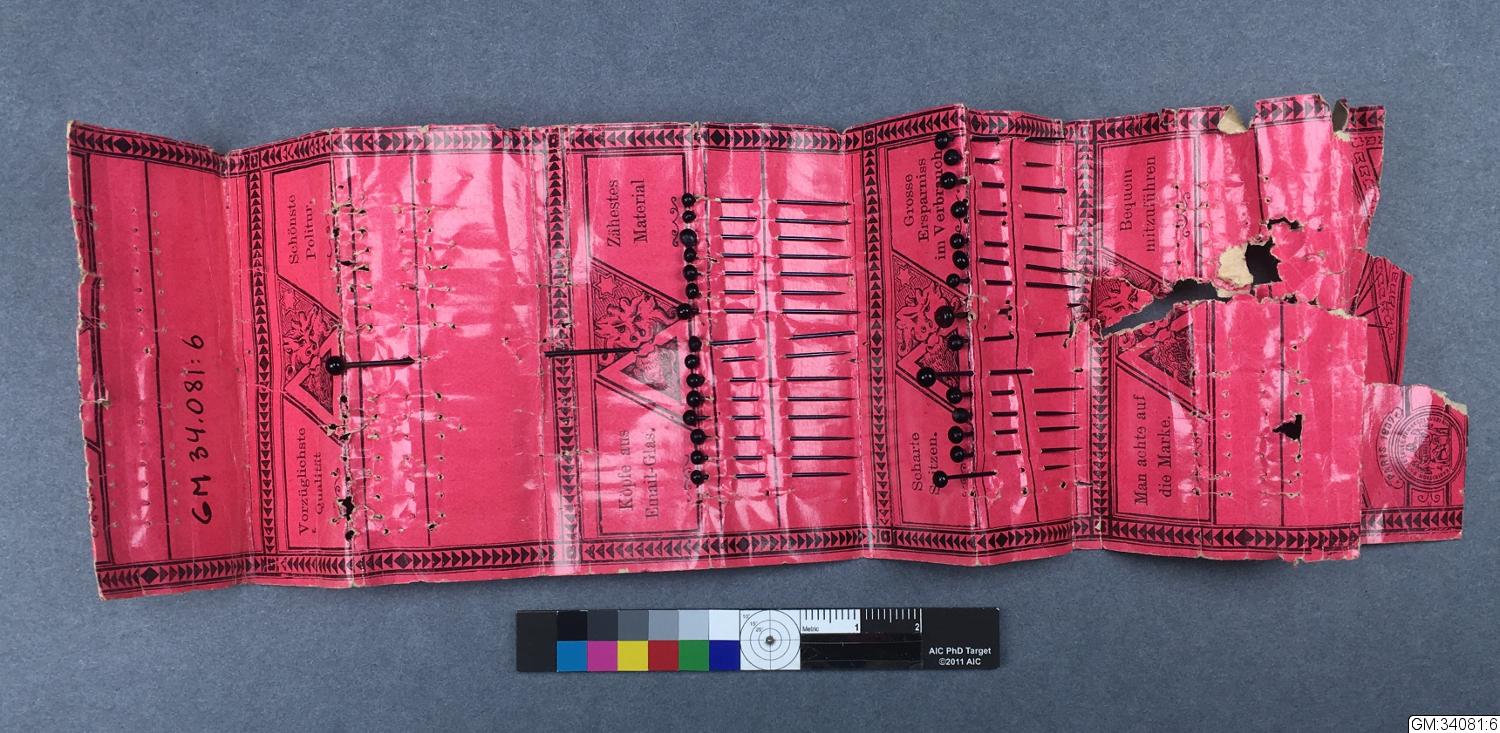 GM 34.081:6
Schönste
Politur.
Vorzüglichste
Qualität
Zähestes
Material
Köpfe aus
Email-Glas.
Grosse
Ersparniss
im Verbrauch
Scharfe
Spitzen.
Bequem
mitzuführen
Man achte auf
die Marke.
Metric
1
2
AIC PhD Target
©2011 AIC
GM:34081:6